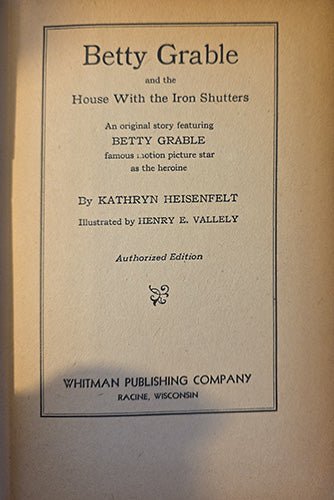 Betty Grable
and the
House With the Iron Shutters
An original story featuring
BETTY GRABLE
famous motion picture star
as the heroine
By KATHRYN HEISENFELT
Illustrated by HENRY E. VALLELY
Authorized Edition
WHITMAN PUBLISHING COMPANY
RACINE, WISCONSIN